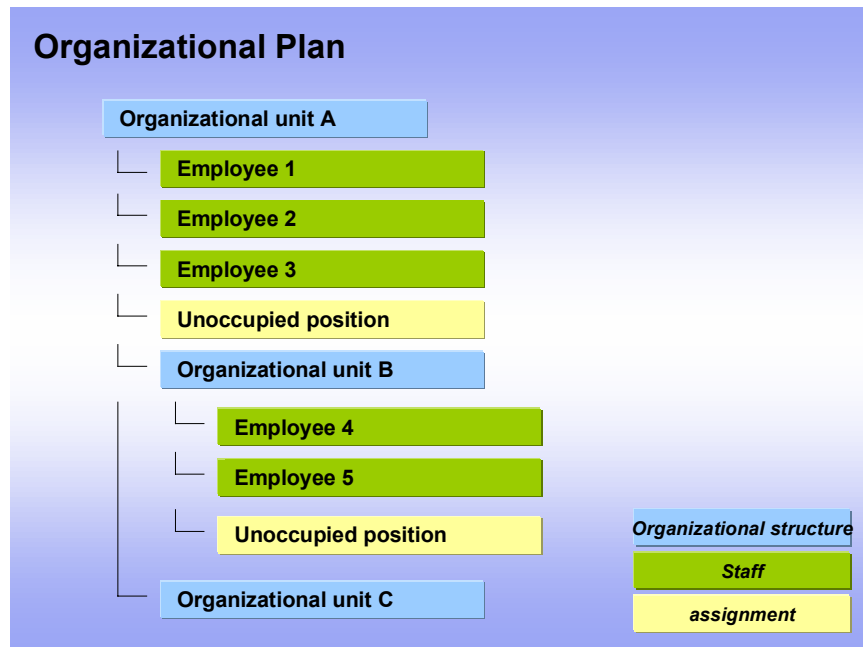 Organizational Plan
Organizational unit A
Employee 1
Employee 2
Employee 3
Unoccupied position
Organizational unit B
Employee 4
Employee 5
Unoccupied position
Organizational unit C
Organizational structure
Staff
assignment